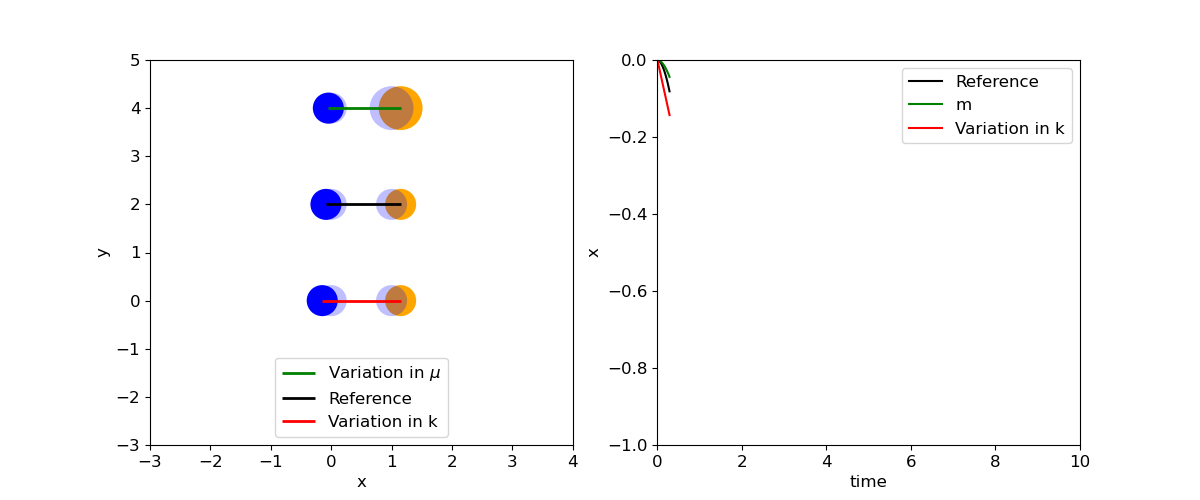 5
4
3
2
1
0
−1
−2
−3
y
−3 −2 −1 0 1 2 3 4
x
Variation in μ
Reference
Variation in k
0.0
−0.2
−0.4
−0.6
−0.8
−1.0
x
0 2 4 6 8 10
time
Reference
m
Variation in k